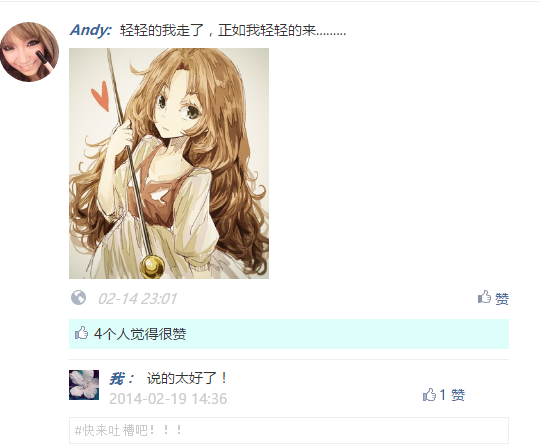 Andy: 轻轻的我走了，正如我轻轻的来.........
02-14 23:01 赞
4个人觉得很赞
我： 说的太好了！
2014-02-19 14:36 1 赞
#快来吐槽吧！！！